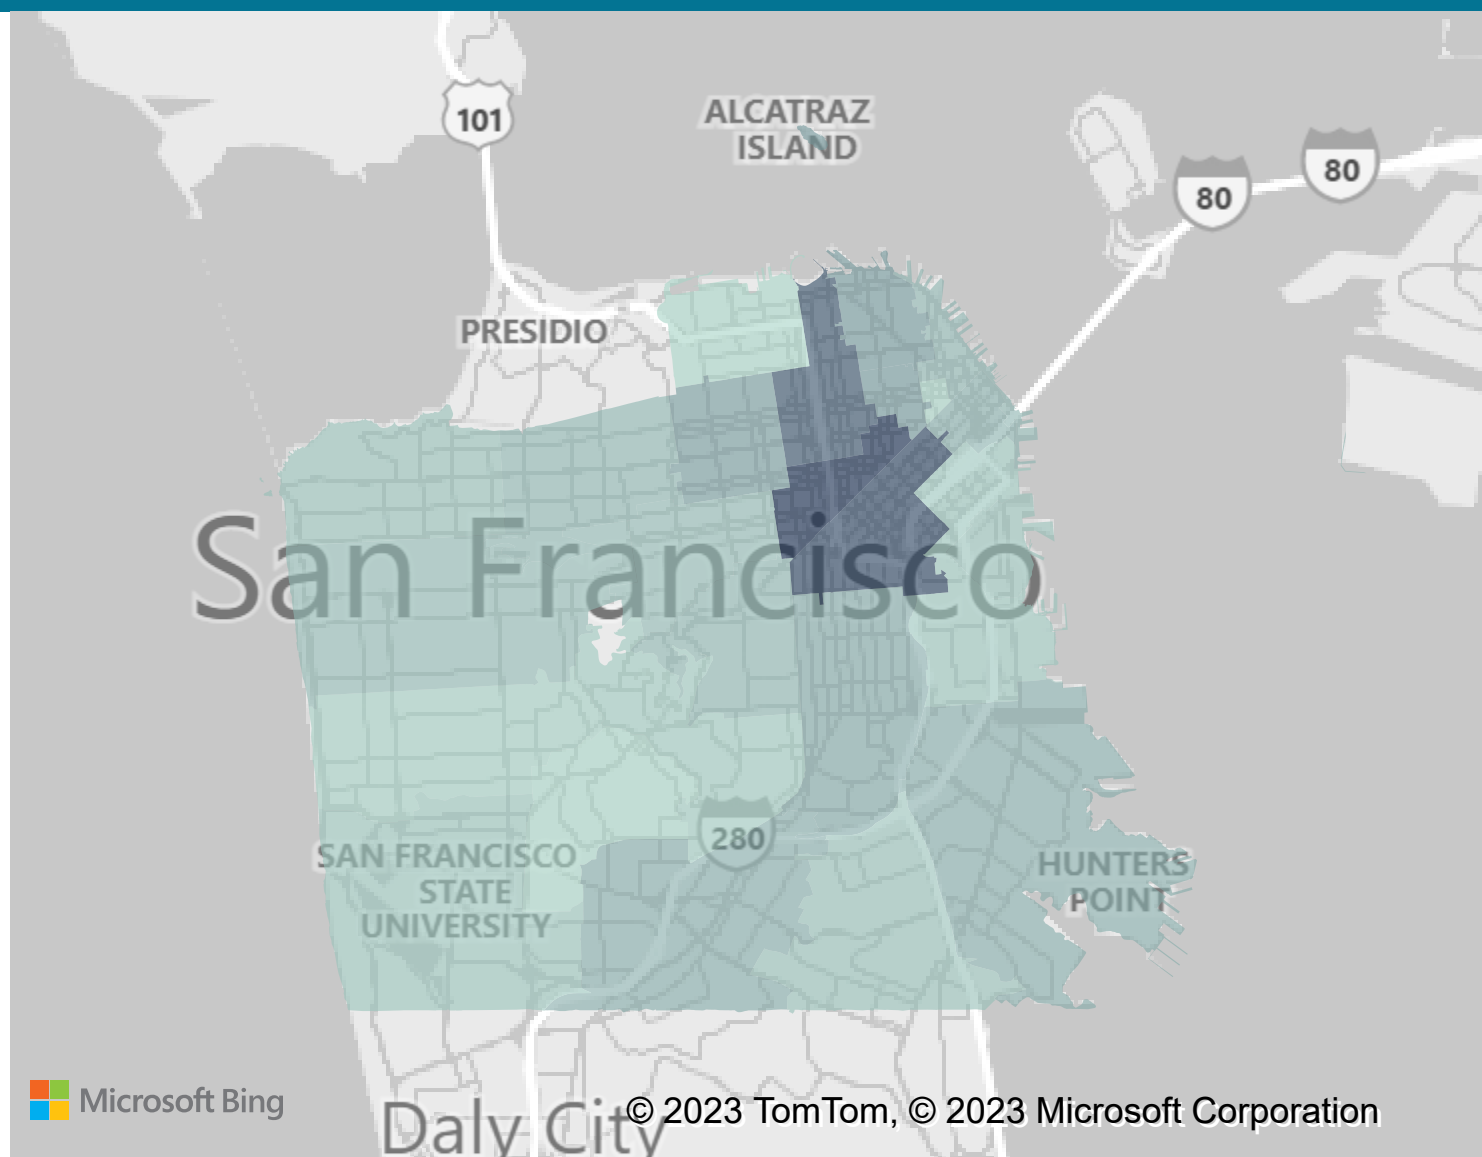 101
ALCATRAZ
ISLAND
80
80
PRESIDIO
San Francisco
280
SAN FRANCISCO
STATE
UNIVERSITY
HUNTERS
POINT
Microsoft Bing
Daly City
© 2023 TomTom, © 2023 Microsoft Corporation